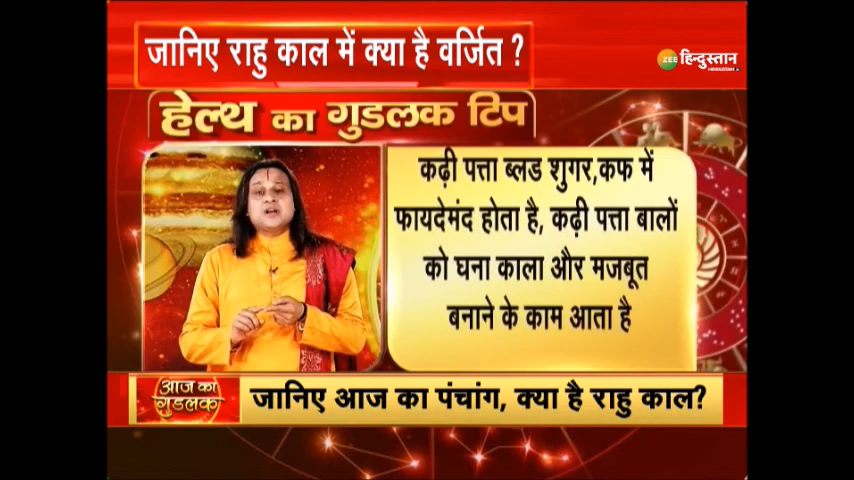 जानिए राहु काल में क्या है वर्जित ?
ZEE हिन्दुस्तान
HINDUSTAN
हेल्थ का गुडलक टिप
कढ़ी पत्ता ब्लड शुगर,कफ में
फायदेमंद होता है, कढ़ी पत्ता बालों
को घना काला और मजबूत
बनाने के काम आता है
आज का
गुडलक
जानिए आज का पंचांग, क्या है राहु काल?